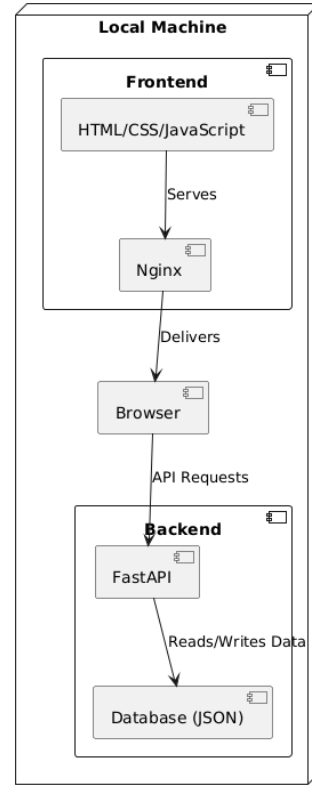 Local Machine
Frontend
HTML/CSS/JavaScript
Serves
Nginx
Delivers
Browser
API Requests
Backend
FastAPI
Reads/Writes Data
Database (JSON)